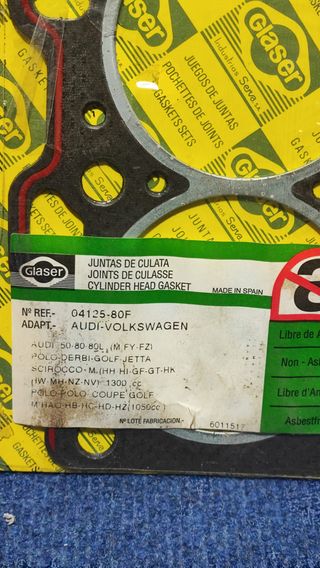 Glaser
Industrias Serva S.A.
JUEGOS DE JUNTAS
POCHETTES DE JOINTS
GASKETS SETS
Glaser
JUNTAS DE CULATA
JOINTS DE CULASSE
CYLINDER HEAD GASKET
MADE IN SPAIN
Nº REF.- 04125-80F
ADAPT.- AUDI-VOLKSWAGEN
AUDI 50-80-80L (M.FY-FZ)
POLO-DERBI-GOLF JETTA
SCIROCCO- M.(HH HI-GF-GT-HK
HW-MH-NZ-NV) 1300 cc
POLO-POLO COUPE GOLF
M.HAC-HB-HC-HD-HZ(1050cc)
Nº LOTE FABRICACION.- 6011517
Libre de
Non - As
Libre d'A
Asbestfr